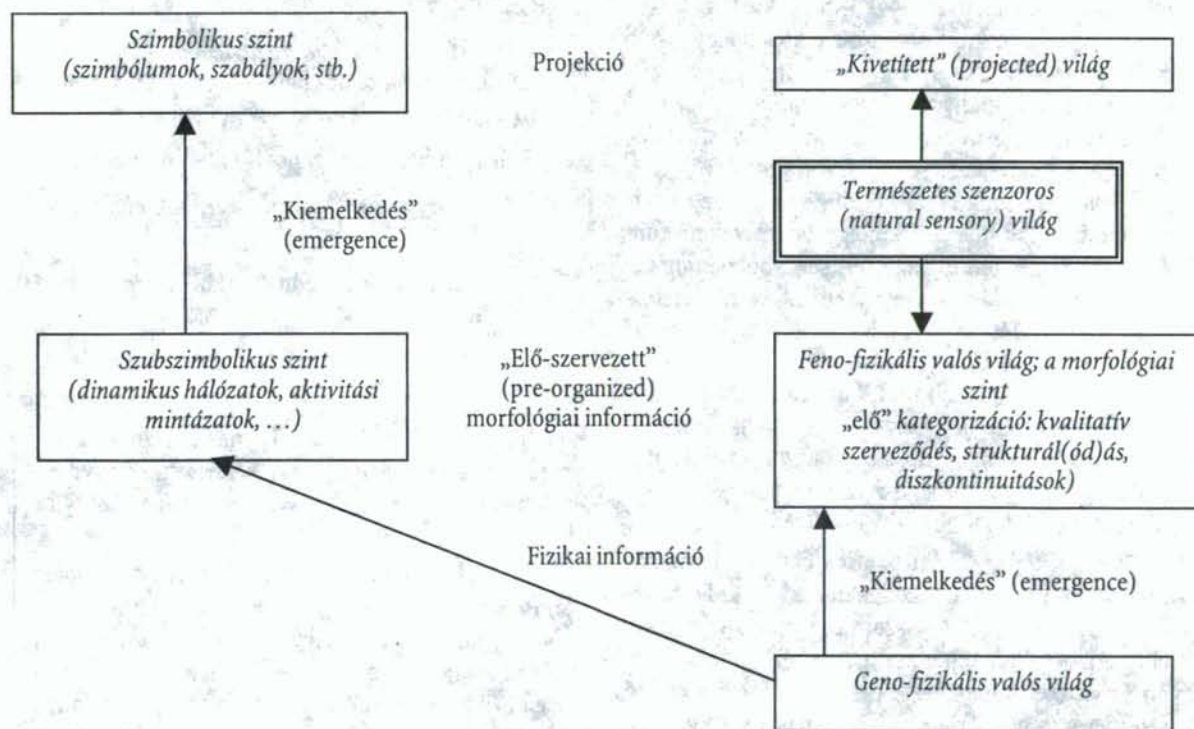 Szimbolikus szint
(szimbólumok, szabályok, stb.)
Projekció
„Kivetített” (projected) világ
Természetes szenzoros
(natural sensory) világ
„Kiemelkedés”
(emergence)
Szubszimbolikus szint
(dinamikus hálózatok, aktivitási
mintázatok, …)
„Elő-szervezett”
(pre-organized)
morfológiai információ
Feno-fizikális valós világ; a morfológiai
szint
„elő” kategorizáció: kvalitatív
szerveződés, strukturál(ód)ás,
diszkontinuitások)
Fizikai információ
„Kiemelkedés” (emergence)
Geno-fizikális valós világ